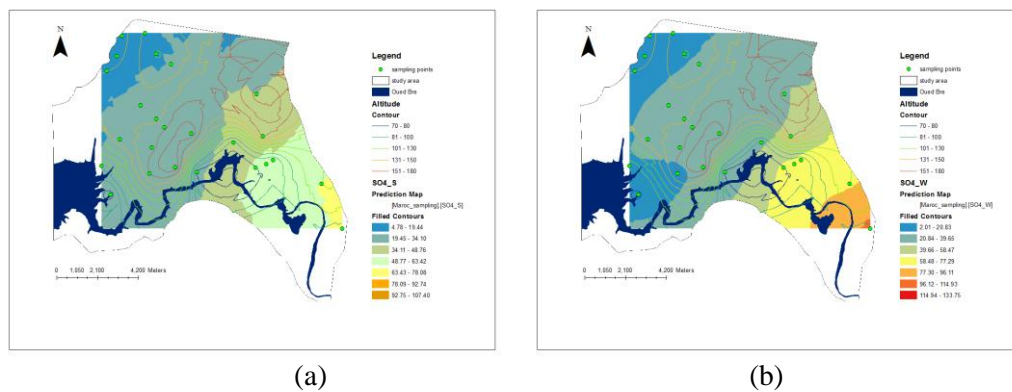 N
Legend
sampling points
study area
Oued Bre
Altitude
Contour
70 - 80
81 - 100
101 - 130
131 - 150
151 - 180
SO4_S
Prediction Map
[Maroc_sampling].[SO4_S]
Filled Contours
4.78 - 19.44
19.45 - 34.10
34.11 - 48.76
48.77 - 63.42
63.43 - 78.08
78.09 - 92.74
92.75 - 107.40
0 1,050 2,100 4,200 Meters
(a)
N
Legend
sampling points
study area
Oued Bre
Altitude
Contour
70 - 80
81 - 100
101 - 130
131 - 150
151 - 180
SO4_W
Prediction Map
[Maroc_sampling].[SO4_W]
Filled Contours
2.01 - 20.83
20.84 - 39.65
39.66 - 58.47
58.48 - 77.29
77.30 - 96.11
96.12 - 114.93
114.94 - 133.75
0 1,050 2,100 4,200 Meters
(b)